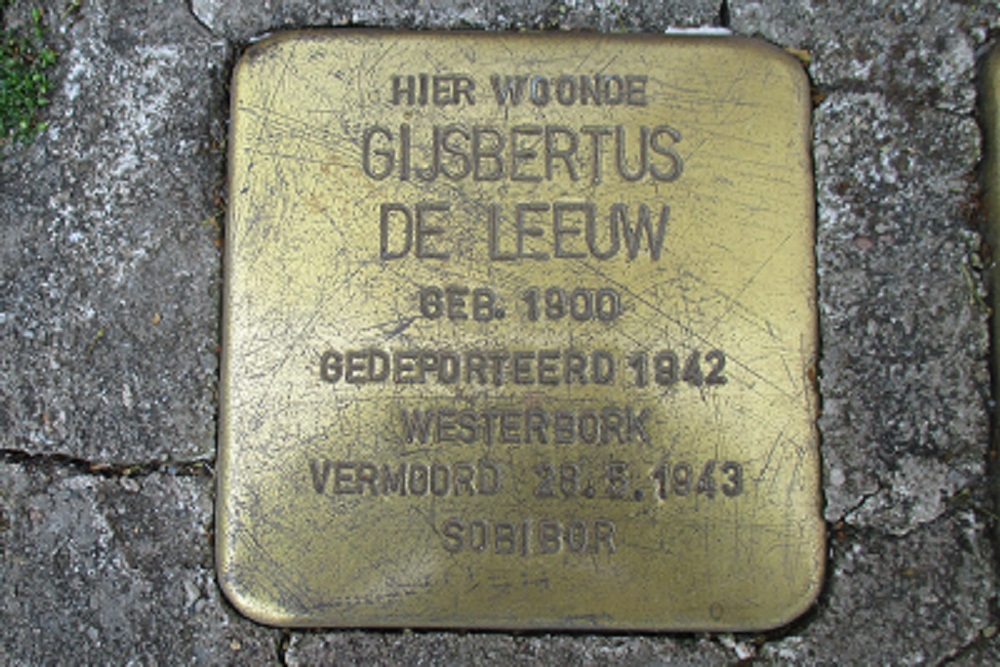 HIER WOONDE
GIJSBERTUS
DE LEEUW
GEB. 1900
GEDEPORTEERD 1942
WESTERBORK
VERMOORD 28.5.1943
SOBIBOR